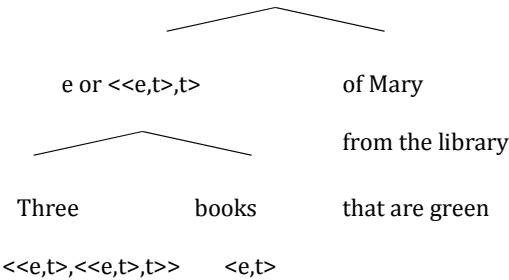 e or <<e,t>,t> of Mary
from the library
Three books that are green
<<e,t>,<<e,t>,t>> <e,t>